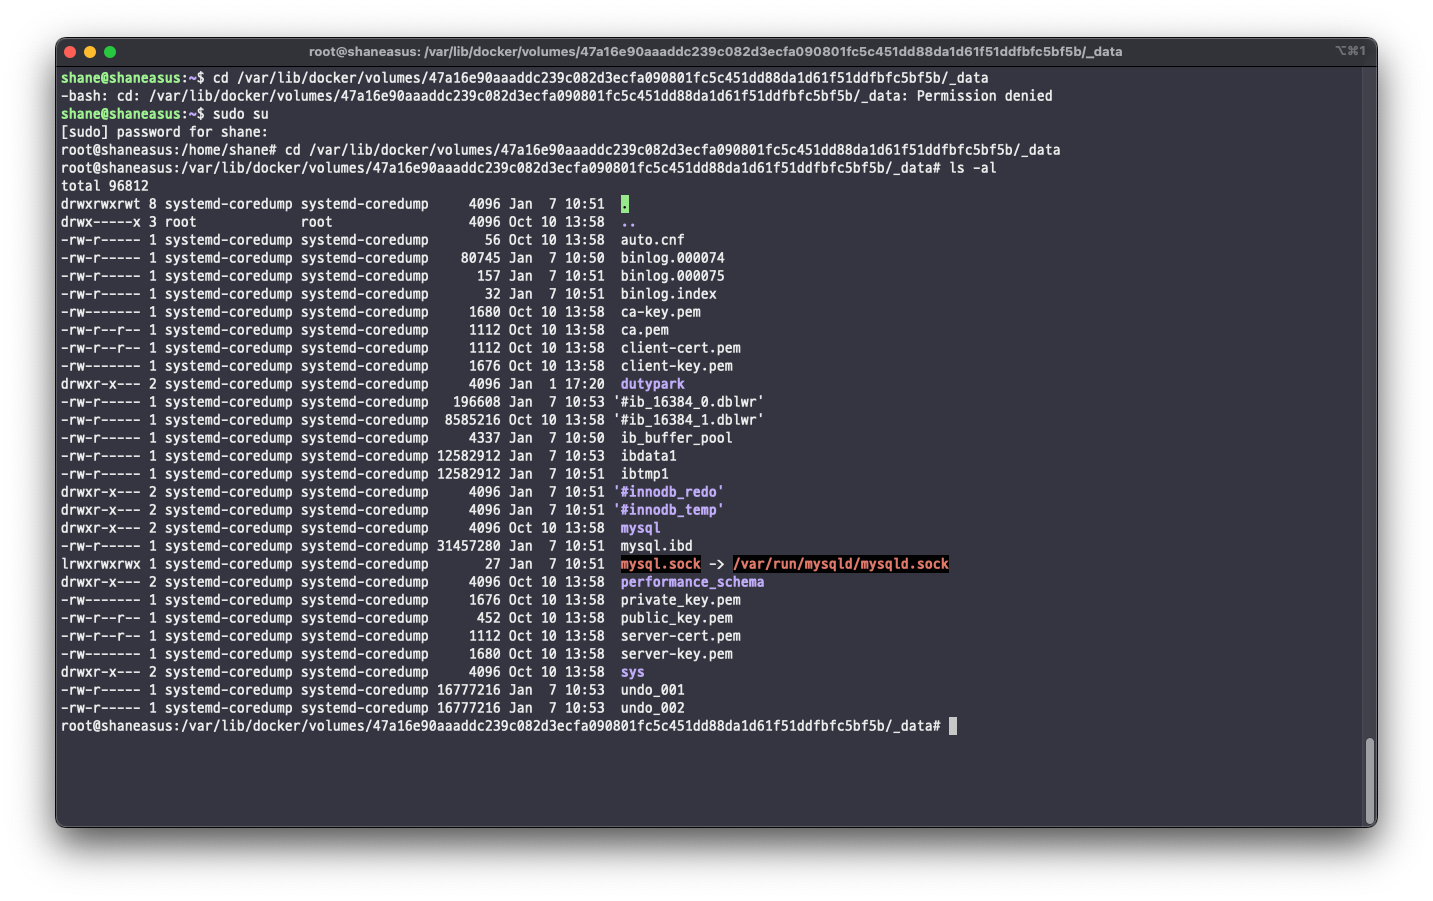 root@shaneasus: /var/lib/docker/volumes/47a16e90aaaddc239c082d3ecfa090801fc5c451dd88da1d61f51ddfbfc5bf5b/_data ⌥⌘1
shane@shaneasus:~$ cd /var/lib/docker/volumes/47a16e90aaaddc239c082d3ecfa090801fc5c451dd88da1d61f51ddfbfc5bf5b/_data
-bash: cd: /var/lib/docker/volumes/47a16e90aaaddc239c082d3ecfa090801fc5c451dd88da1d61f51ddfbfc5bf5b/_data: Permission denied
shane@shaneasus:~$ sudo su
[sudo] password for shane:
root@shaneasus:/home/shane# cd /var/lib/docker/volumes/47a16e90aaaddc239c082d3ecfa090801fc5c451dd88da1d61f51ddfbfc5bf5b/_data
root@shaneasus:/var/lib/docker/volumes/47a16e90aaaddc239c082d3ecfa090801fc5c451dd88da1d61f51ddfbfc5bf5b/_data# ls -al
total 96812
drwxrwxrwt 8 systemd-coredump systemd-coredump     4096 Jan  7 10:51  .
drwx-----x 3 root             root                 4096 Oct 10 13:58  ..
-rw-r----- 1 systemd-coredump systemd-coredump       56 Oct 10 13:58  auto.cnf
-rw-r----- 1 systemd-coredump systemd-coredump    80745 Jan  7 10:50  binlog.000074
-rw-r----- 1 systemd-coredump systemd-coredump      157 Jan  7 10:51  binlog.000075
-rw-r----- 1 systemd-coredump systemd-coredump       32 Jan  7 10:51  binlog.index
-rw------- 1 systemd-coredump systemd-coredump     1680 Oct 10 13:58  ca-key.pem
-rw-r--r-- 1 systemd-coredump systemd-coredump     1112 Oct 10 13:58  ca.pem
-rw-r--r-- 1 systemd-coredump systemd-coredump     1112 Oct 10 13:58  client-cert.pem
-rw------- 1 systemd-coredump systemd-coredump     1676 Oct 10 13:58  client-key.pem
drwxr-x--- 2 systemd-coredump systemd-coredump     4096 Jan  1 17:20  dutypark
-rw-r----- 1 systemd-coredump systemd-coredump   196608 Jan  7 10:53 '#ib_16384_0.dblwr'
-rw-r----- 1 systemd-coredump systemd-coredump  8585216 Oct 10 13:58 '#ib_16384_1.dblwr'
-rw-r----- 1 systemd-coredump systemd-coredump     4337 Jan  7 10:50  ib_buffer_pool
-rw-r----- 1 systemd-coredump systemd-coredump 12582912 Jan  7 10:53  ibdata1
-rw-r----- 1 systemd-coredump systemd-coredump 12582912 Jan  7 10:51  ibtmp1
drwxr-x--- 2 systemd-coredump systemd-coredump     4096 Jan  7 10:51 '#innodb_redo'
drwxr-x--- 2 systemd-coredump systemd-coredump     4096 Jan  7 10:51 '#innodb_temp'
drwxr-x--- 2 systemd-coredump systemd-coredump     4096 Oct 10 13:58  mysql
-rw-r----- 1 systemd-coredump systemd-coredump 31457280 Jan  7 10:51  mysql.ibd
lrwxrwxrwx 1 systemd-coredump systemd-coredump       27 Jan  7 10:51  mysql.sock -> /var/run/mysqld/mysqld.sock
drwxr-x--- 2 systemd-coredump systemd-coredump     4096 Oct 10 13:58  performance_schema
-rw------- 1 systemd-coredump systemd-coredump     1676 Oct 10 13:58  private_key.pem
-rw-r--r-- 1 systemd-coredump systemd-coredump      452 Oct 10 13:58  public_key.pem
-rw-r--r-- 1 systemd-coredump systemd-coredump     1112 Oct 10 13:58  server-cert.pem
-rw------- 1 systemd-coredump systemd-coredump     1680 Oct 10 13:58  server-key.pem
drwxr-x--- 2 systemd-coredump systemd-coredump     4096 Oct 10 13:58  sys
-rw-r----- 1 systemd-coredump systemd-coredump 16777216 Jan  7 10:53  undo_001
-rw-r----- 1 systemd-coredump systemd-coredump 16777216 Jan  7 10:53  undo_002
root@shaneasus:/var/lib/docker/volumes/47a16e90aaaddc239c082d3ecfa090801fc5c451dd88da1d61f51ddfbfc5bf5b/_data#